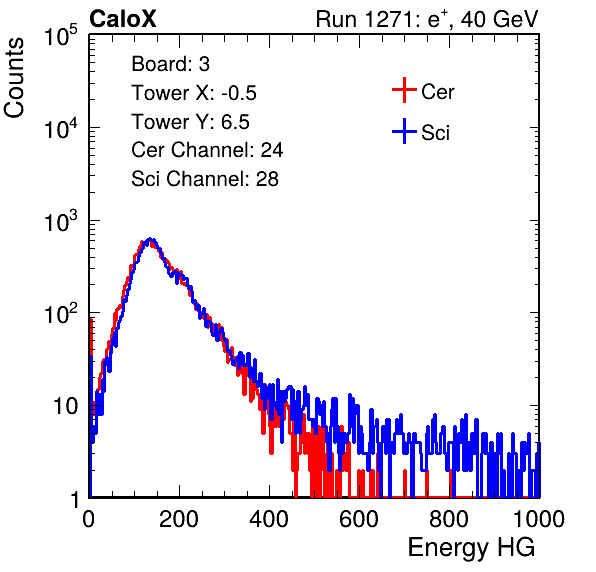 CaloX Run 1271: e⁺, 40 GeV
Counts
Board: 3
Tower X: -0.5
Tower Y: 6.5
Cer Channel: 24
Sci Channel: 28
Cer
Sci
10⁵
10⁴
10³
10²
10
1
0 200 400 600 800 1000
Energy HG